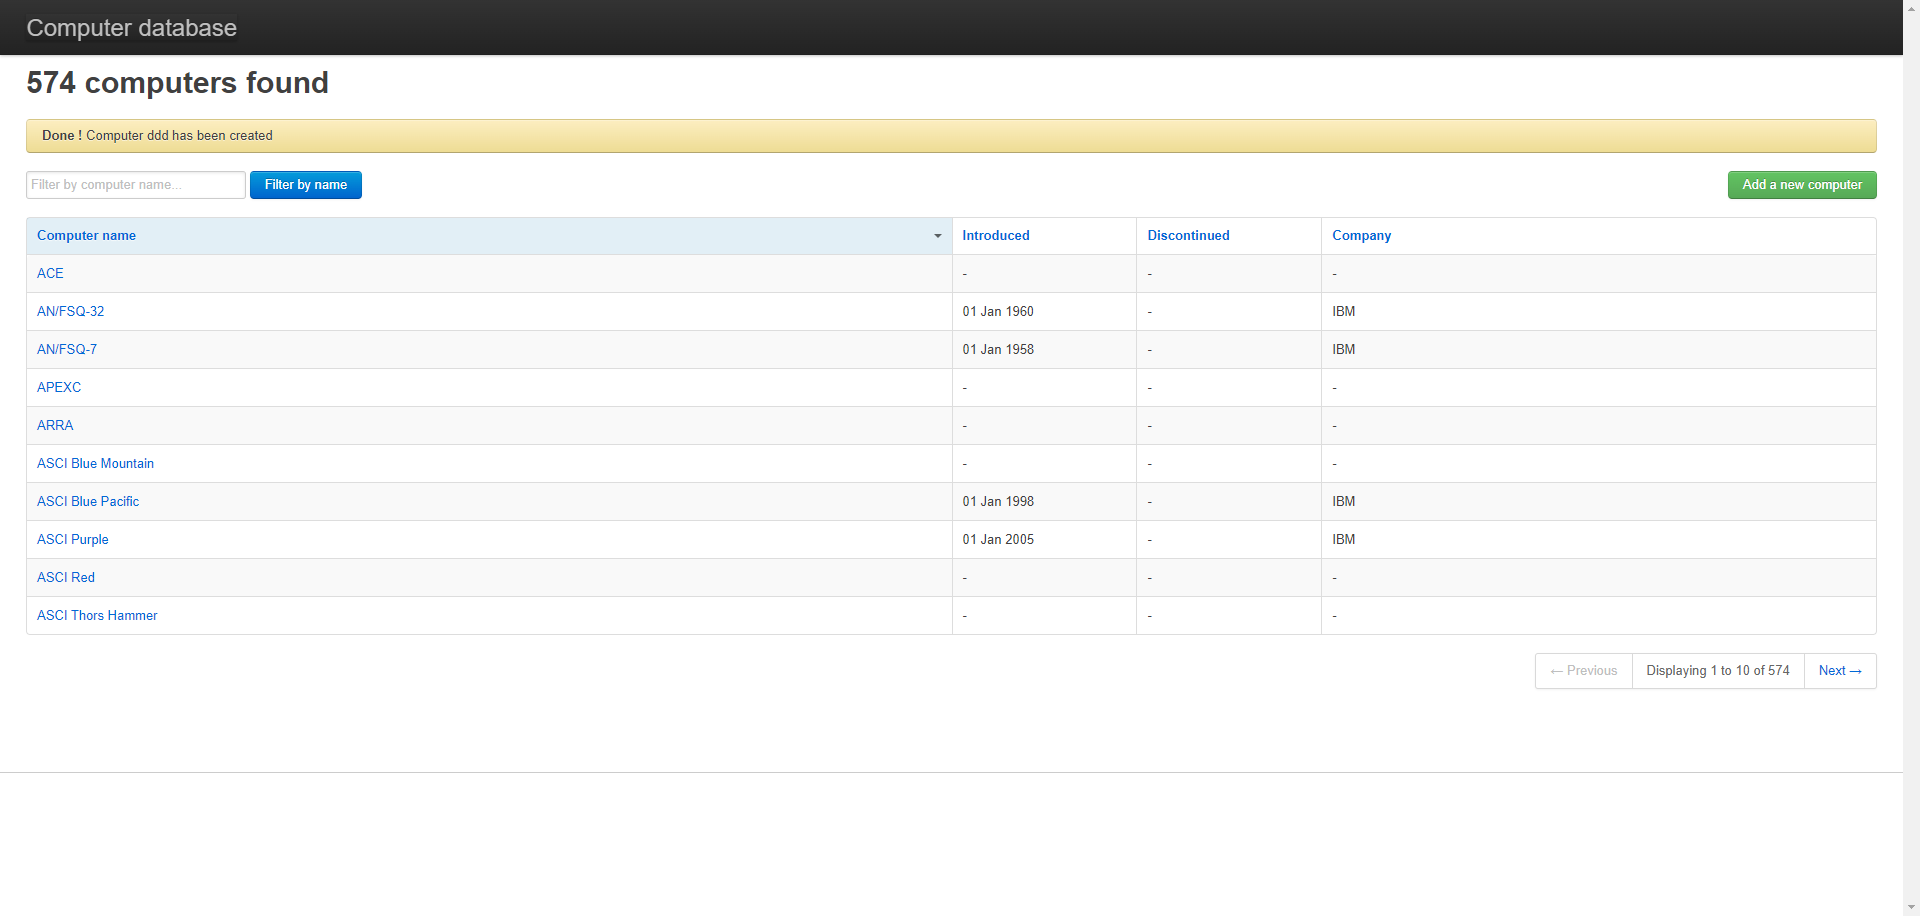 Computer database
574 computers found
Done ! Computer ddd has been created
Filter by computer name... Filter by name Add a new computer
Computer name Introduced Discontinued Company
ACE - - -
AN/FSQ-32 01 Jan 1960 - IBM
AN/FSQ-7 01 Jan 1958 - IBM
APEXC - - -
ARRA - - -
ASCI Blue Mountain - - -
ASCI Blue Pacific 01 Jan 1998 - IBM
ASCI Purple 01 Jan 2005 - IBM
ASCI Red - - -
ASCI Thors Hammer - - -
← Previous Displaying 1 to 10 of 574 Next →